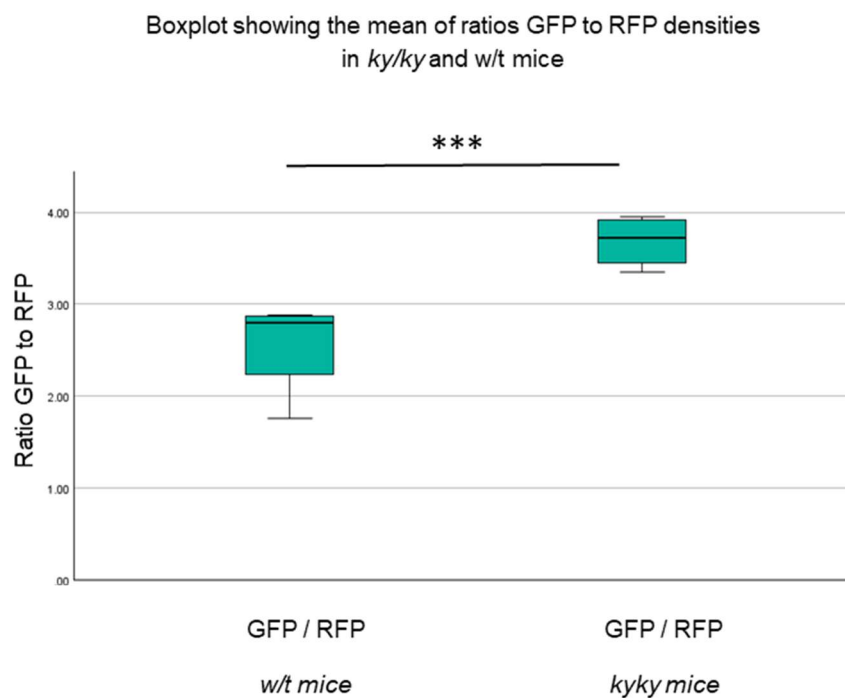 Boxplot showing the mean of ratios GFP to RFP densities
in ky/ky and w/t mice
***
4.00
3.00
2.00
1.00
.00
Ratio GFP to RFP
GFP / RFP GFP / RFP
w/t mice kyky mice